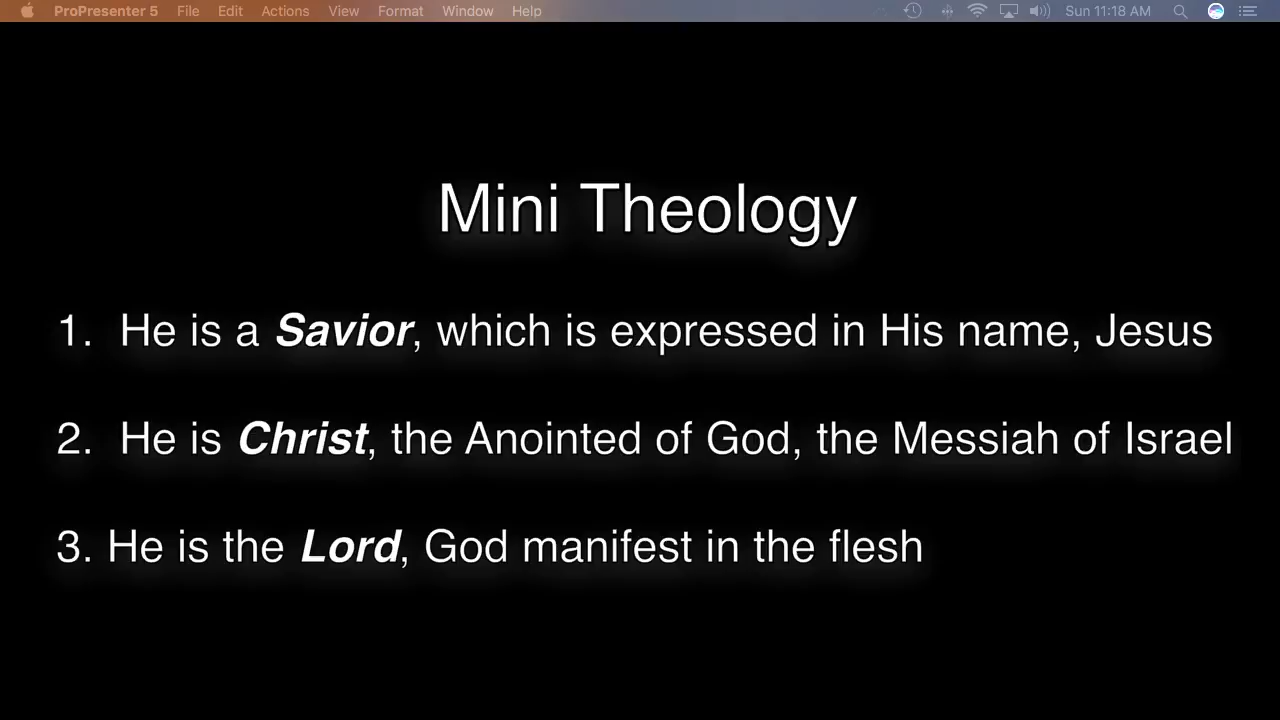 ProPresenter 5 File Edit Actions View Format Window Help Sun 11:18 AM
Mini Theology
1. He is a Savior, which is expressed in His name, Jesus
2. He is Christ, the Anointed of God, the Messiah of Israel
3. He is the Lord, God manifest in the flesh